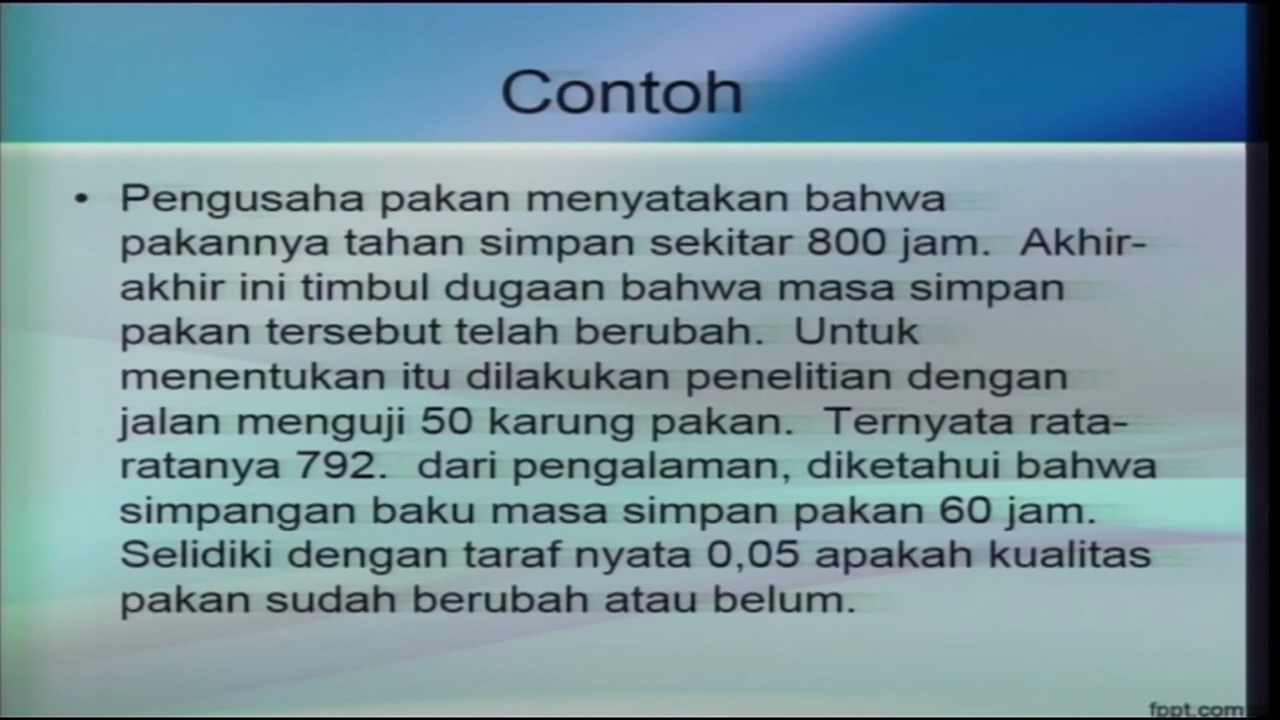 Contoh
• Pengusaha pakan menyatakan bahwa
pakannya tahan simpan sekitar 800 jam. Akhir-
akhir ini timbul dugaan bahwa masa simpan
pakan tersebut telah berubah. Untuk
menentukan itu dilakukan penelitian dengan
jalan menguji 50 karung pakan. Ternyata rata-
ratanya 792. dari pengalaman, diketahui bahwa
simpangan baku masa simpan pakan 60 jam.
Selidiki dengan taraf nyata 0,05 apakah kualitas
pakan sudah berubah atau belum.
fppt.com